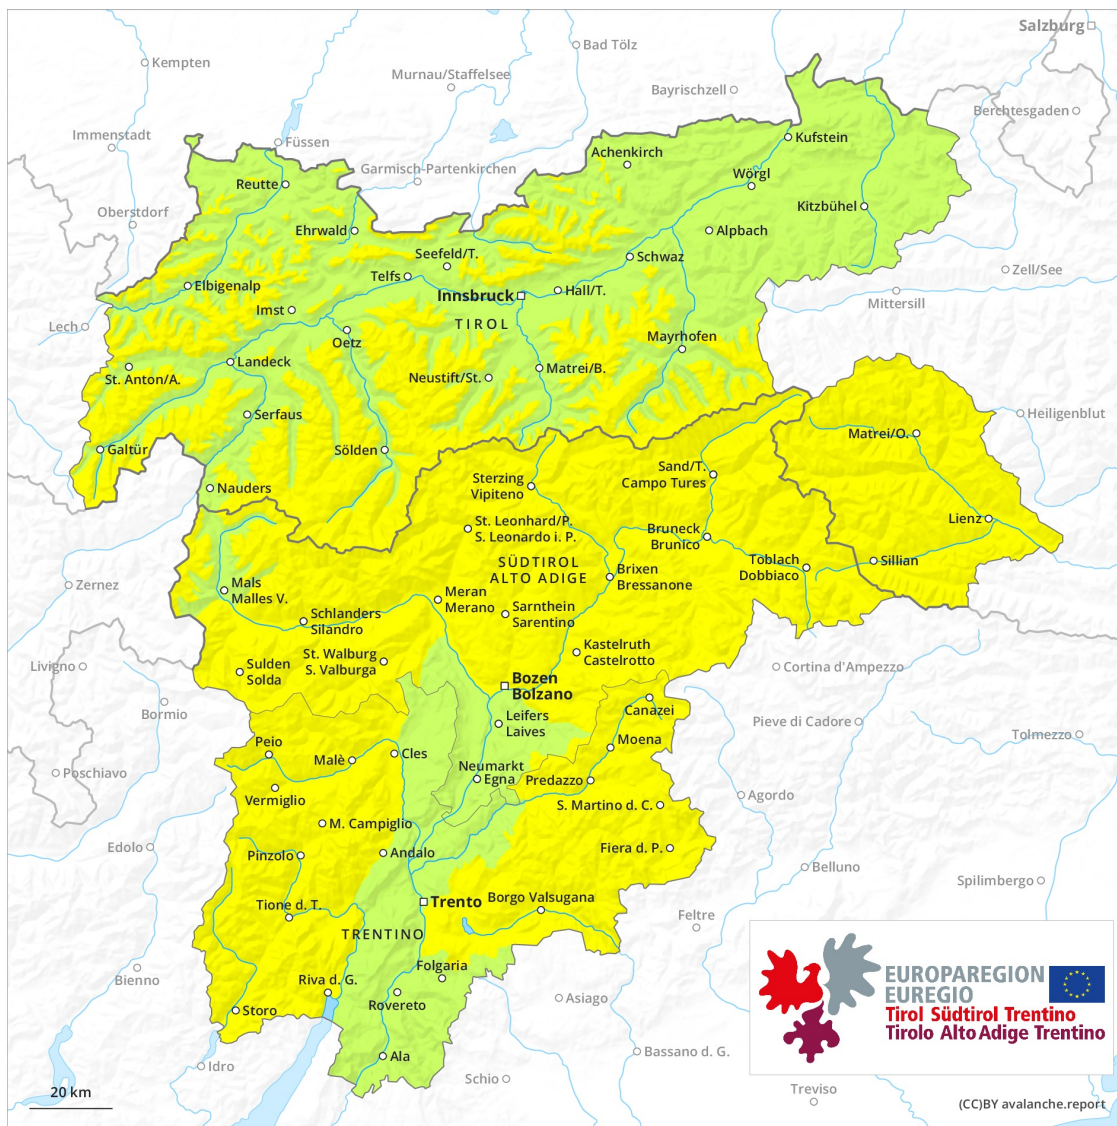 Salzburg
Bad Tölz
Kempten
Murnau/Staffelsee
Bayrischzell
Berchtesgaden
Immenstadt
Füssen
Kufstein
Achenkirch
Garmisch-Partenkirchen
Wörgl
Reutte
Oberstdorf
Kitzbühel
Ehrwald
Alpbach
Seefeld/T.
Schwaz
Zell/See
Telfs
Elbigenalp
Hall/T.
Innsbruck
Mittersill
Imst
TIROL
Lech
Mayrhofen
Oetz
Landeck
Matrei/B.
St. Anton/A.
Neustift/St.
Serfaus
Heiligenblut
Matrei/O.
Galtür
Sölden
Sand/T.
Campo Tures
Sterzing
Vipiteno
Nauders
St. Leonhard/P.
S. Leonardo i. P.
Lienz
Bruneck
Brunico
SÜDTIROL
ALTO ADIGE
Toblach
Dobbiaco
Sillian
Brixen
Bressanone
Zernez
Mals
Malles V.
Meran
Merano
Sarnthein
Sarentino
Schlanders
Silandro
Kastelruth
Castelrotto
St. Walburg
S. Valburga
Livigno
Sulden
Solda
Cortina d'Ampezzo
Bozen
Bolzano
Canazei
Bormio
Leifers
Laives
Pieve di Cadore
Tolmezzo
Moena
Peio
Cles
Malè
Poschiavo
Neumarkt
Egna
Predazzo
Vermiglio
Agordo
S. Martino d. C.
M. Campiglio
Edolo
Fiera d. P.
Andalo
Pinzolo
Belluno
Spilimbergo
Trento
Borgo Valsugana
Tione d. T.
Feltre
TRENTINO
Folgaria
Bienno
Riva d. G.
EUROPAREGION
EUREGIO
Tirol Südtirol Trentino
Tirolo Alto Adige Trentino
Asiago
Rovereto
Storo
Ala
Bassano d. G.
Idro
Schio
Treviso
20 km
(CC)BY avalanche.report